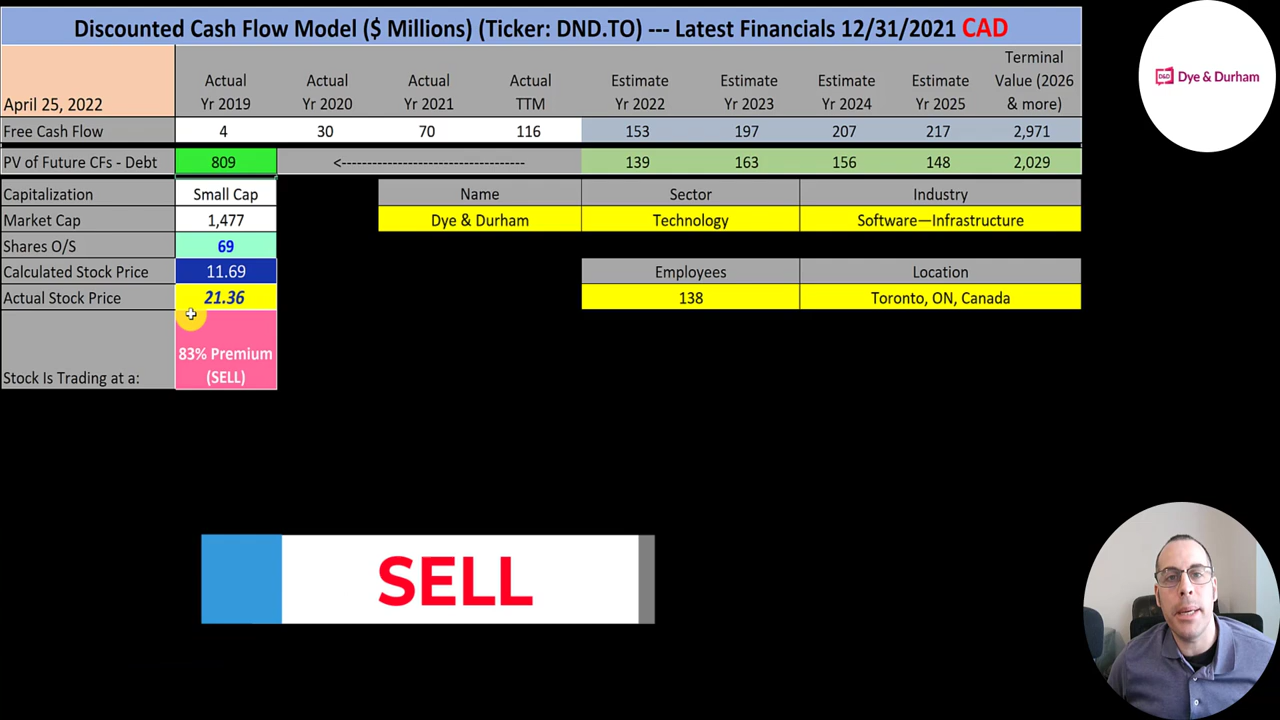 Discounted Cash Flow Model ($ Millions) (Ticker: DND.TO) --- Latest Financials 12/31/2021 CAD
D&D Dye & Durham
April 25, 2022 Actual Yr 2019 Actual Yr 2020 Actual Yr 2021 Actual TTM Estimate Yr 2022 Estimate Yr 2023 Estimate Yr 2024 Estimate Yr 2025 Terminal Value (2026 & more)
Free Cash Flow 4 30 70 116 153 197 207 217 2,971
PV of Future CFs - Debt 809 <------------------------------------ 139 163 156 148 2,029
Capitalization Small Cap Name Sector Industry
Market Cap 1,477 Dye & Durham Technology Software—Infrastructure
Shares O/S 69
Calculated Stock Price 11.69 Employees Location
Actual Stock Price 21.36 138 Toronto, ON, Canada
Stock Is Trading at a: 83% Premium (SELL)
SELL